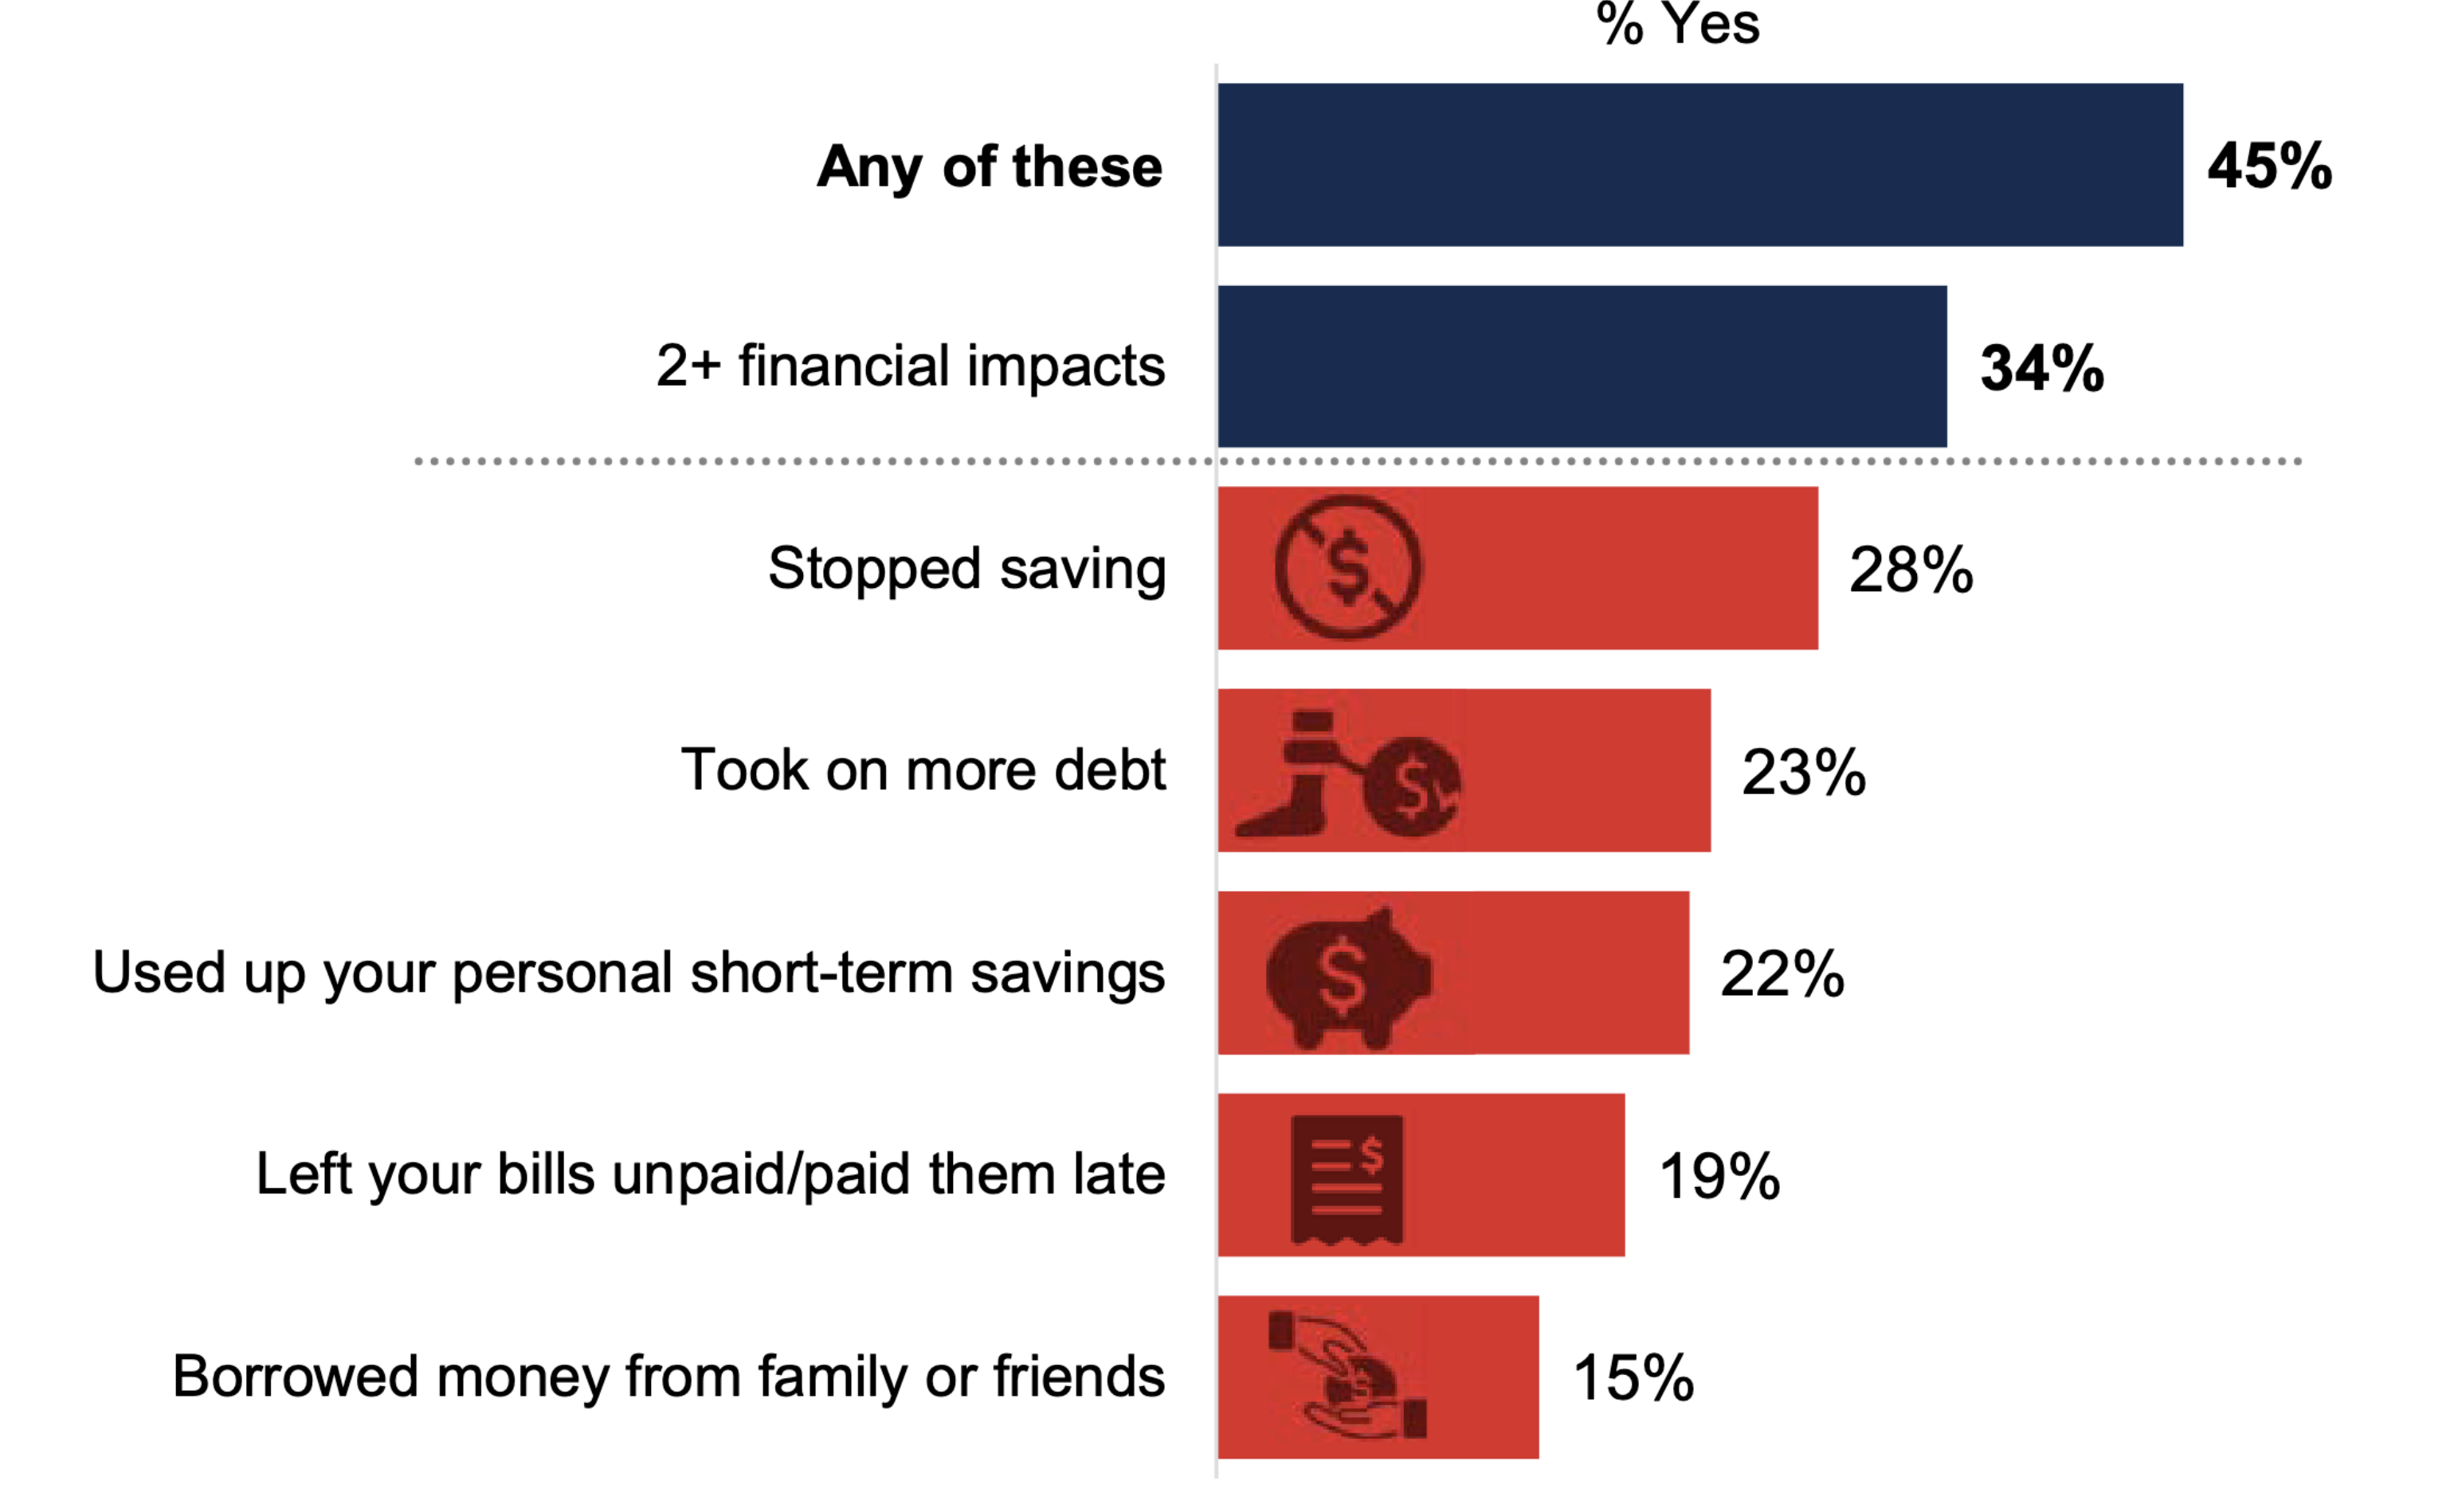 % Yes
Any of these 45%
2+ financial impacts 34%
Stopped saving 28%
Took on more debt 23%
Used up your personal short-term savings 22%
Left your bills unpaid/paid them late 19%
Borrowed money from family or friends 15%